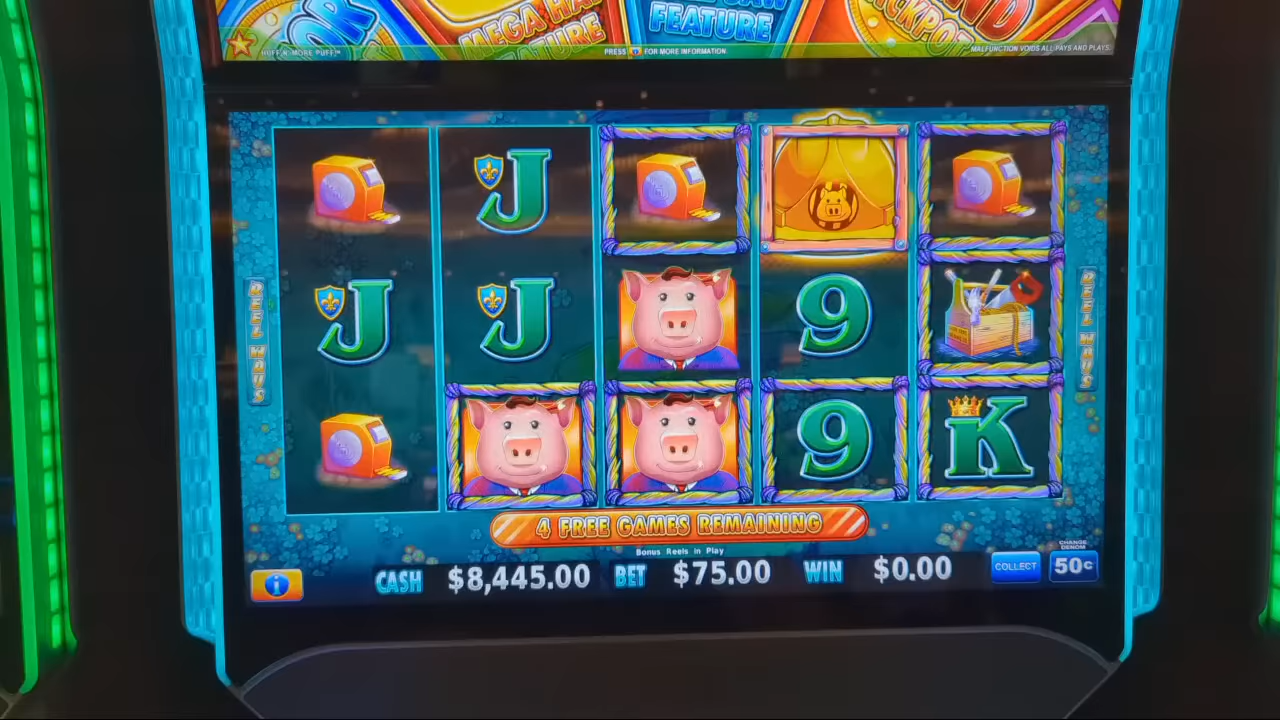 MEGA HA
FEATURE
FEATURE
JACKPOT
HUFF N' MORE PUFF™
PRESS i FOR MORE INFORMATION
MALFUNCTION VOIDS ALL PAYS AND PLAYS.
J
REEL WAYS
J
J
9
REEL WAYS
9
K
4 FREE GAMES REMAINING
Bonus Reels in Play
i
CASH $8,445.00 BET $75.00 WIN $0.00
COLLECT
CHANGE
DENOM
50¢